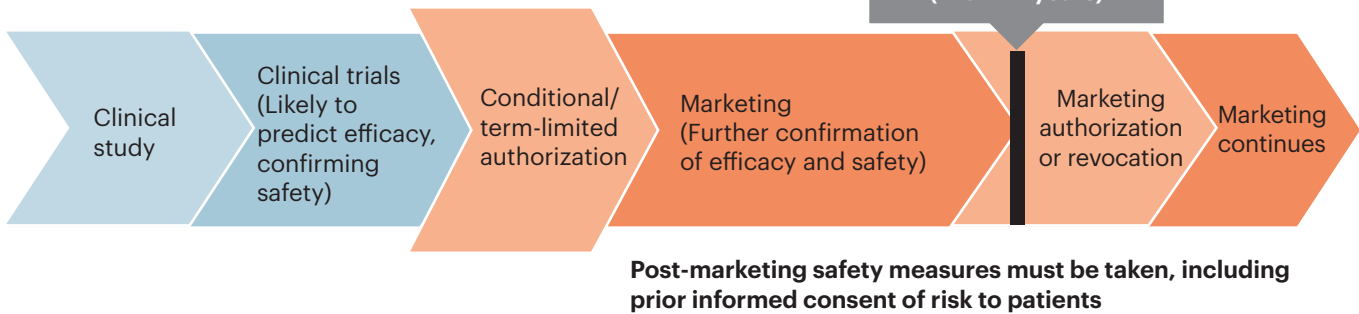 Clinical
study
Clinical trials
(Likely to
predict efficacy,
confirming
safety)
Conditional/
term-limited
authorization
Marketing
(Further confirmation
of efficacy and safety)
Marketing
authorization
or revocation
Marketing
continues
Post-marketing safety measures must be taken, including
prior informed consent of risk to patients